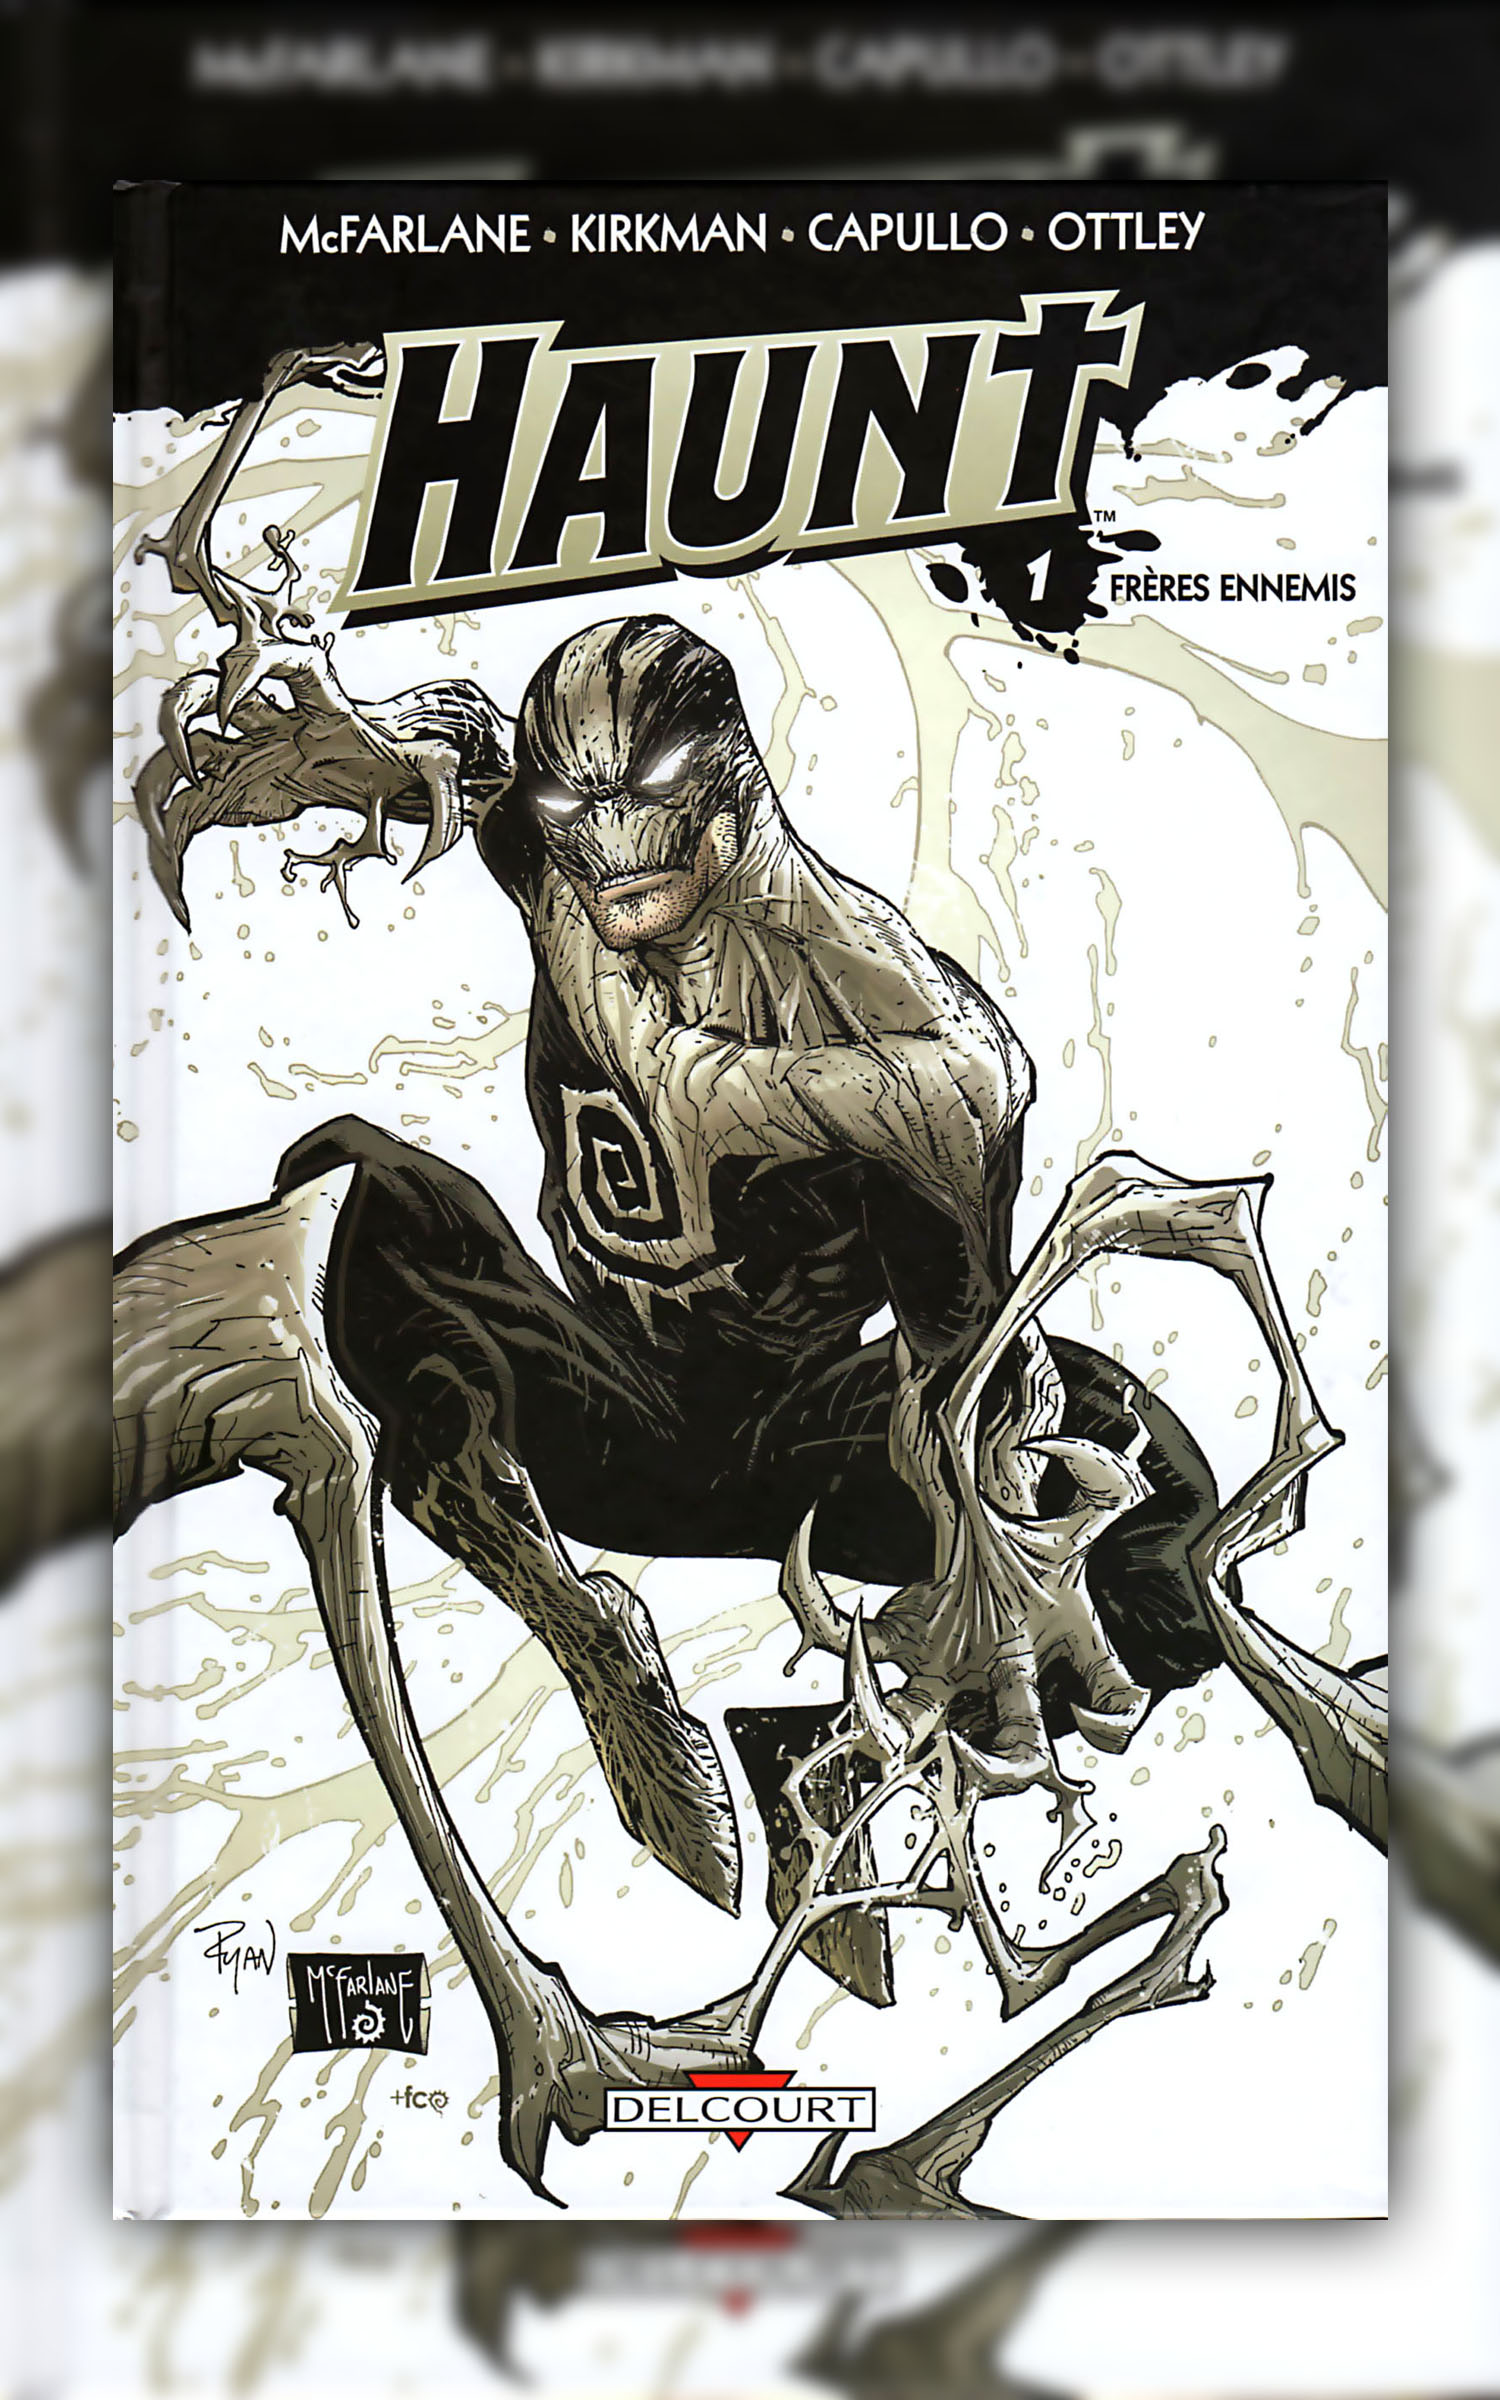 McFARLANE • KIRKMAN • CAPULLO • OTTLEY
HAUNT
TM
1 FRÈRES ENNEMIS
RYAN
McFARLANE
+fco
DELCOURT